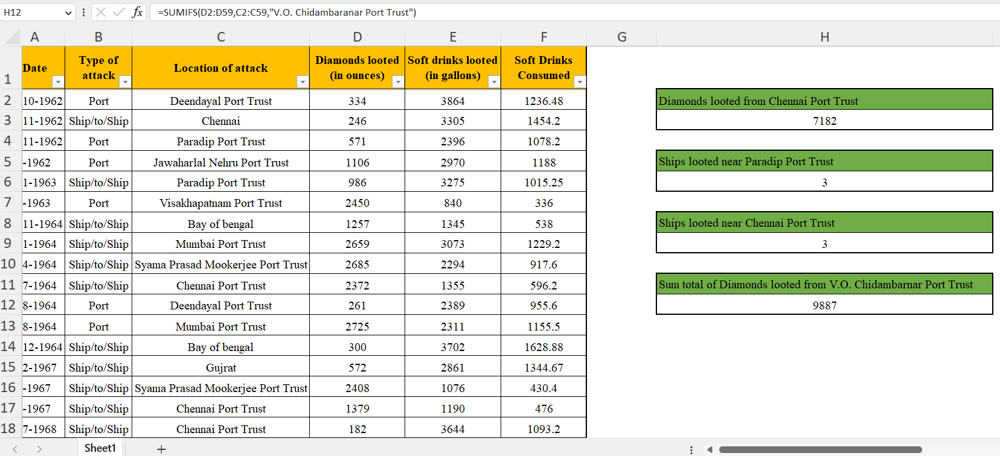 H12 fx =SUMIFS(D2:D59,C2:C59,"V.O. Chidambaranar Port Trust")
A B C D E F G H
1 Date Type of attack Location of attack Diamonds looted (in ounces) Soft drinks looted (in gallons) Soft Drinks Consumed
2 10-1962 Port Deendayal Port Trust 334 3864 1236.48 Diamonds looted from Chennai Port Trust
3 11-1962 Ship/to/Ship Chennai 246 3305 1454.2 7182
4 11-1962 Port Paradip Port Trust 571 2396 1078.2
5 -1962 Port Jawaharlal Nehru Port Trust 1106 2970 1188 Ships looted near Paradip Port Trust
6 1-1963 Ship/to/Ship Paradip Port Trust 986 3275 1015.25 3
7 -1963 Port Visakhapatnam Port Trust 2450 840 336
8 11-1964 Ship/to/Ship Bay of bengal 1257 1345 538 Ships looted near Chennai Port Trust
9 1-1964 Ship/to/Ship Mumbai Port Trust 2659 3073 1229.2 3
10 4-1964 Ship/to/Ship Syama Prasad Mookerjee Port Trust 2685 2294 917.6
11 7-1964 Ship/to/Ship Chennai Port Trust 2372 1355 596.2 Sum total of Diamonds looted from V.O. Chidambarnar Port Trust
12 8-1964 Port Deendayal Port Trust 261 2389 955.6 9887
13 8-1964 Port Mumbai Port Trust 2725 2311 1155.5
14 12-1964 Ship/to/Ship Bay of bengal 300 3702 1628.88
15 2-1967 Ship/to/Ship Gujrat 572 2861 1344.67
16 -1967 Ship/to/Ship Syama Prasad Mookerjee Port Trust 2408 1076 430.4
17 -1967 Ship/to/Ship Chennai Port Trust 1379 1190 476
18 7-1968 Ship/to/Ship Chennai Port Trust 182 3644 1093.2
Sheet1